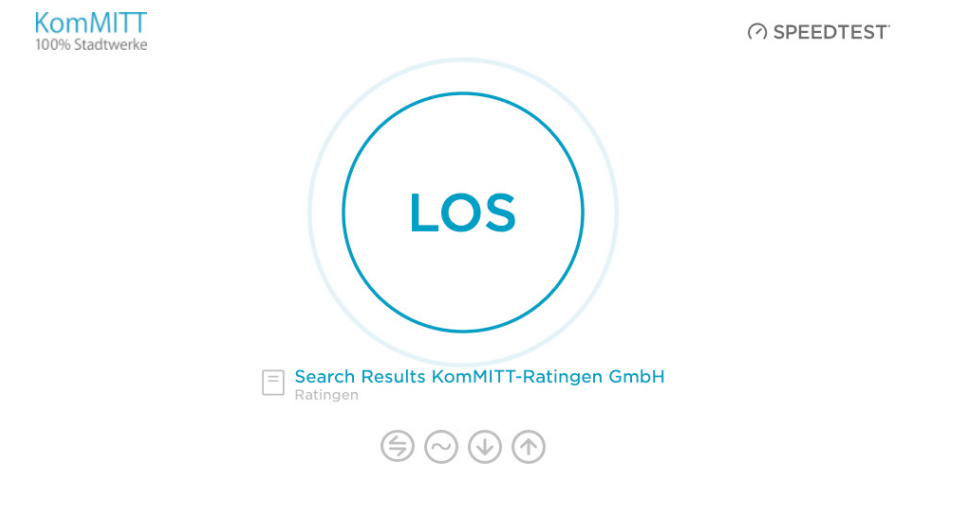 KomMITT
100% Stadtwerke
SPEEDTEST
LOS
Search Results KomMITT-Ratingen GmbH
Ratingen